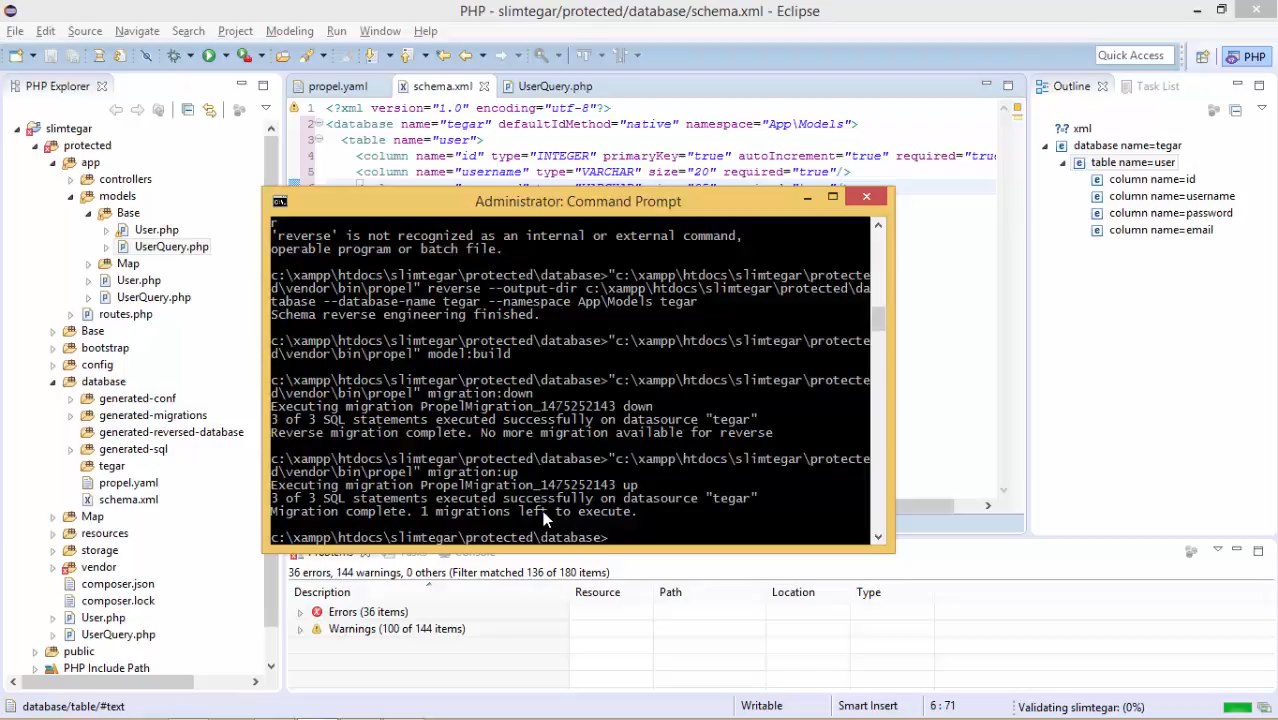 PHP - slimtegar/protected/database/schema.xml - Eclipse
File Edit Source Navigate Search Project Modeling Run Window Help
Quick Access
PHP
PHP Explorer
slimtegar
protected
app
controllers
models
Base
User.php
UserQuery.php
Map
User.php
UserQuery.php
routes.php
Base
bootstrap
config
database
generated-conf
generated-migrations
generated-reversed-database
generated-sql
tegar
propel.yaml
schema.xml
Map
resources
storage
vendor
composer.json
composer.lock
User.php
UserQuery.php
public
PHP Include Path
propel.yaml schema.xml UserQuery.php
1 <?xml version="1.0" encoding="utf-8"?>
2 <database name="tegar" defaultIdMethod="native" namespace="App\Models">
3 <table name="user">
4 <column name="id" type="INTEGER" primaryKey="true" autoIncrement="true" required="true"
5 <column name="username" type="VARCHAR" size="20" required="true"/>
Administrator: Command Prompt
r
'reverse' is not recognized as an internal or external command,
operable program or batch file.
c:\xampp\htdocs\slimtegar\protected\database>"c:\xampp\htdocs\slimtegar\protecte
d\vendor\bin\propel" reverse --output-dir c:\xampp\htdocs\slimtegar\protected\da
tabase --database-name tegar --namespace App\Models tegar
Schema reverse engineering finished.
c:\xampp\htdocs\slimtegar\protected\database>"c:\xampp\htdocs\slimtegar\protecte
d\vendor\bin\propel" model:build
c:\xampp\htdocs\slimtegar\protected\database>"c:\xampp\htdocs\slimtegar\protecte
d\vendor\bin\propel" migration:down
Executing migration PropelMigration_1475252143 down
3 of 3 SQL statements executed successfully on datasource "tegar"
Reverse migration complete. No more migration available for reverse
c:\xampp\htdocs\slimtegar\protected\database>"c:\xampp\htdocs\slimtegar\protecte
d\vendor\bin\propel" migration:up
Executing migration PropelMigration_1475252143 up
3 of 3 SQL statements executed successfully on datasource "tegar"
Migration complete. 1 migrations left to execute.
c:\xampp\htdocs\slimtegar\protected\database>
Outline Task List
xml
database name=tegar
table name=user
column name=id
column name=username
column name=password
column name=email
Problems Tasks Console
36 errors, 144 warnings, 0 others (Filter matched 136 of 180 items)
Description Resource Path Location Type
Errors (36 items)
Warnings (100 of 144 items)
database/table/#text Writable Smart Insert 6 : 71 Validating slimtegar: (0%)